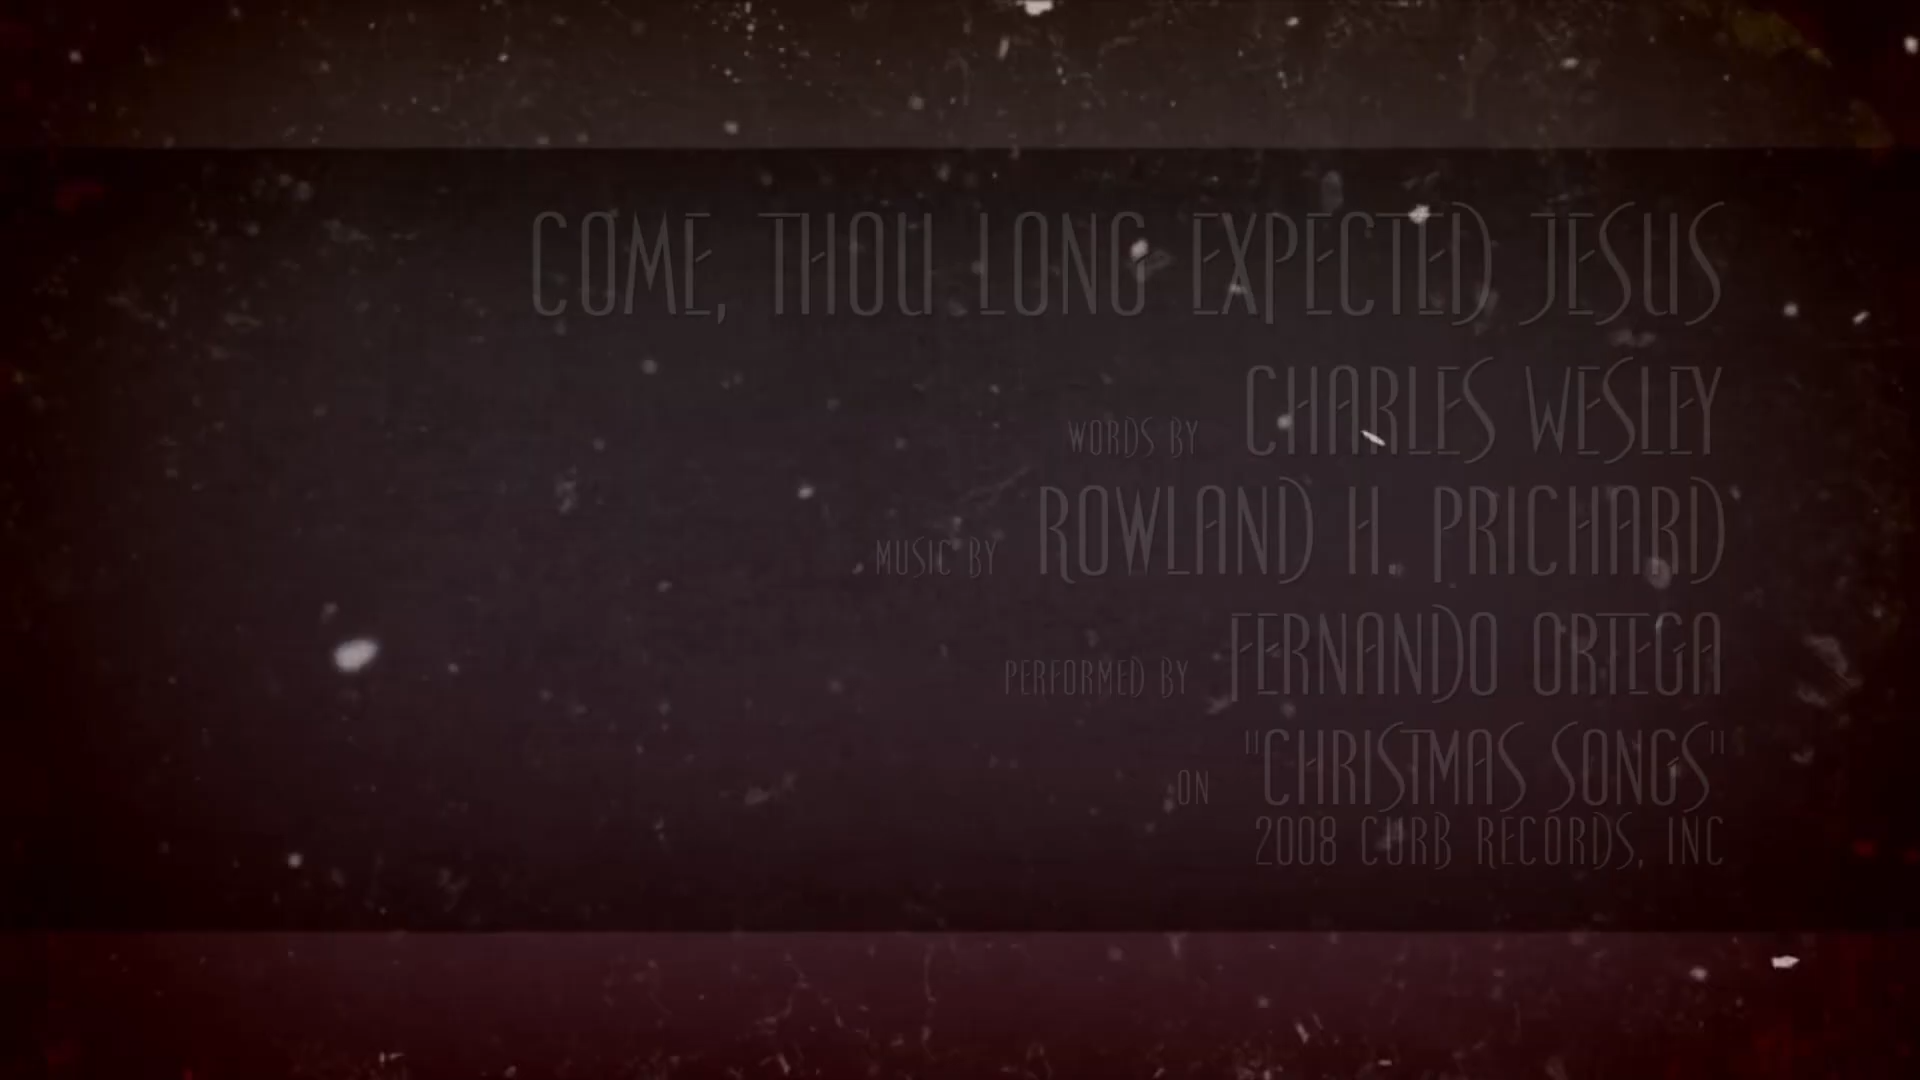 COME, THOU LONG EXPECTED JESUS
WORDS BY CHARLES WESLEY
MUSIC BY ROWLAND H. PRICHARD
PERFORMED BY FERNANDO ORTEGA
ON "CHRISTMAS SONGS"
2008 CURB RECORDS, INC